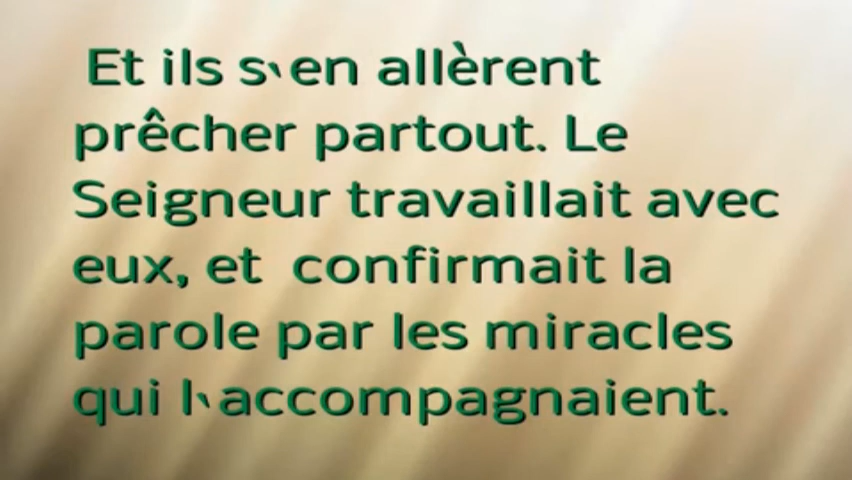 Et ils s`en allèrent
prêcher partout. Le
Seigneur travaillait avec
eux, et  confirmait la
parole par les miracles
qui l`accompagnaient.